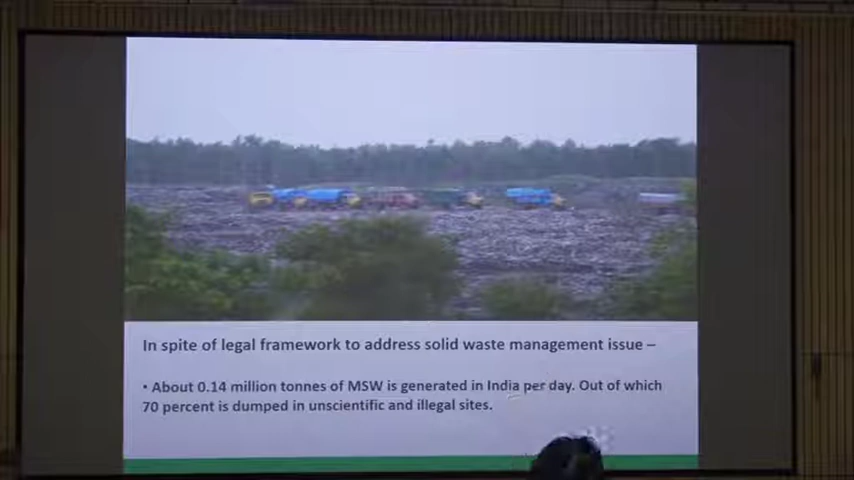 In spite of legal framework to address solid waste management issue –
• About 0.14 million tonnes of MSW is generated in India per day. Out of which
70 percent is dumped in unscientific and illegal sites.